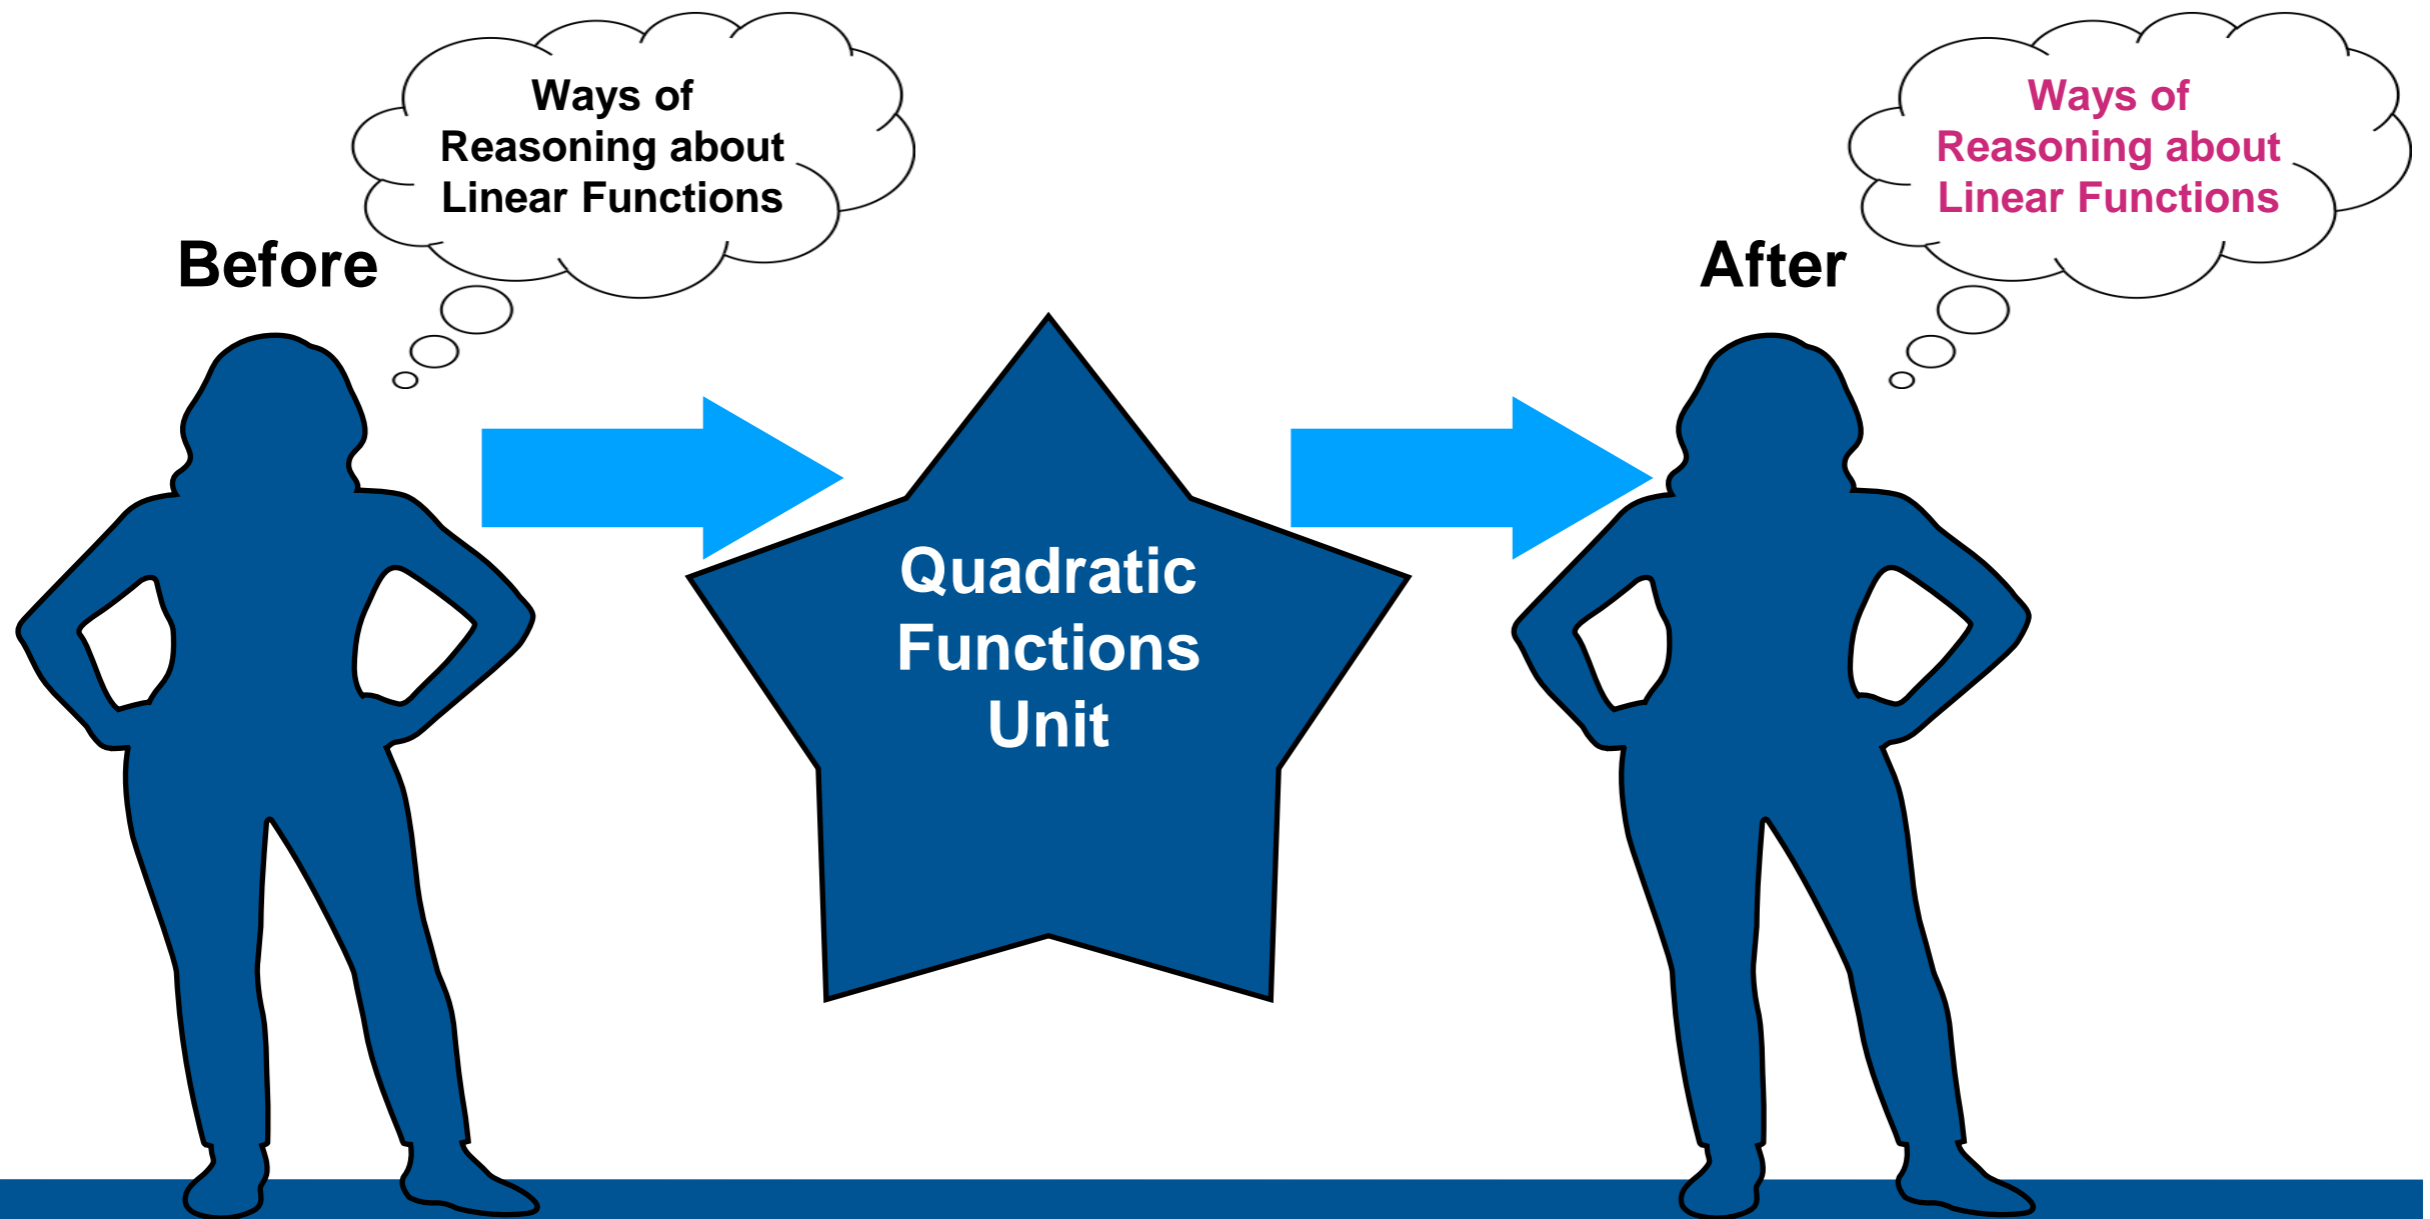 Ways of
Reasoning about
Linear Functions
Before
Quadratic
Functions
Unit
Ways of
Reasoning about
Linear Functions
After